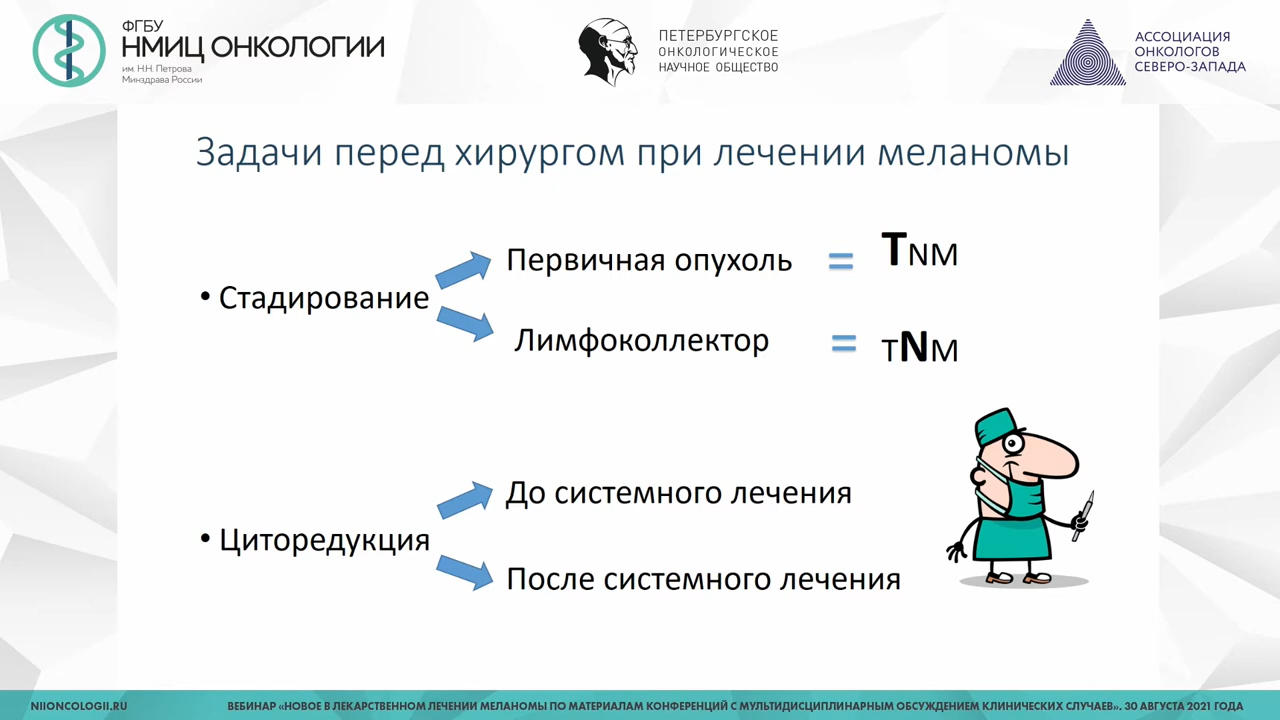 ФГБУ
НМИЦ ОНКОЛОГИИ
им. Н.Н. Петрова
Минздрава России
ПЕТЕРБУРГСКОЕ
ОНКОЛОГИЧЕСКОЕ
НАУЧНОЕ ОБЩЕСТВО
АССОЦИАЦИЯ
ОНКОЛОГОВ
СЕВЕРО-ЗАПАДА
Задачи перед хирургом при лечении меланомы
• Стадирование
Первичная опухоль = TNM
Лимфоколлектор = TNM
• Циторедукция
До системного лечения
После системного лечения
NIIONCOLOGII.RU
ВЕБИНАР «НОВОЕ В ЛЕКАРСТВЕННОМ ЛЕЧЕНИИ МЕЛАНОМЫ ПО МАТЕРИАЛАМ КОНФЕРЕНЦИЙ С МУЛЬТИДИСЦИПЛИНАРНЫМ ОБСУЖДЕНИЕМ КЛИНИЧЕСКИХ СЛУЧАЕВ». 30 АВГУСТА 2021 ГОДА